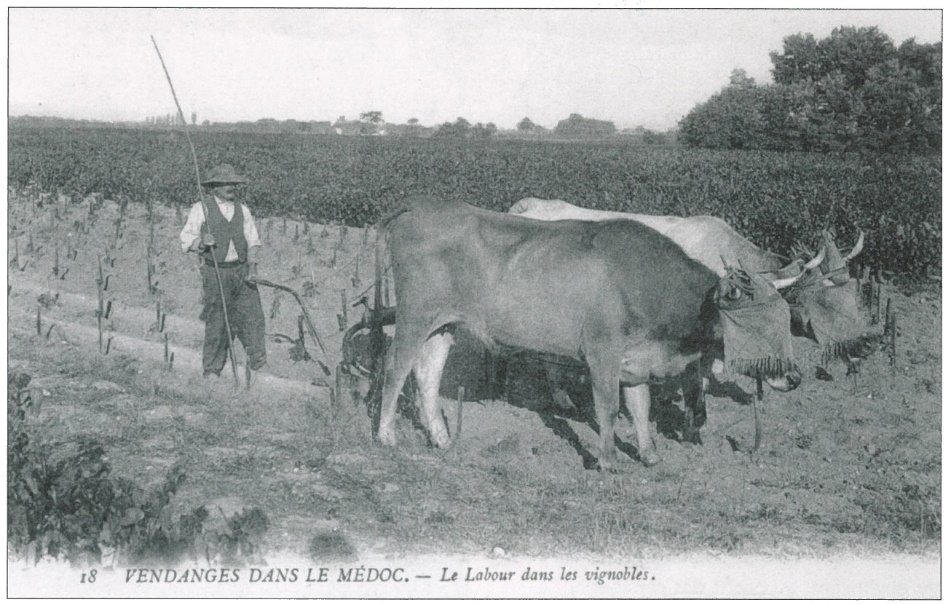 18 VENDANGES DANS LE MÉDOC. — Le Labour dans les vignobles.